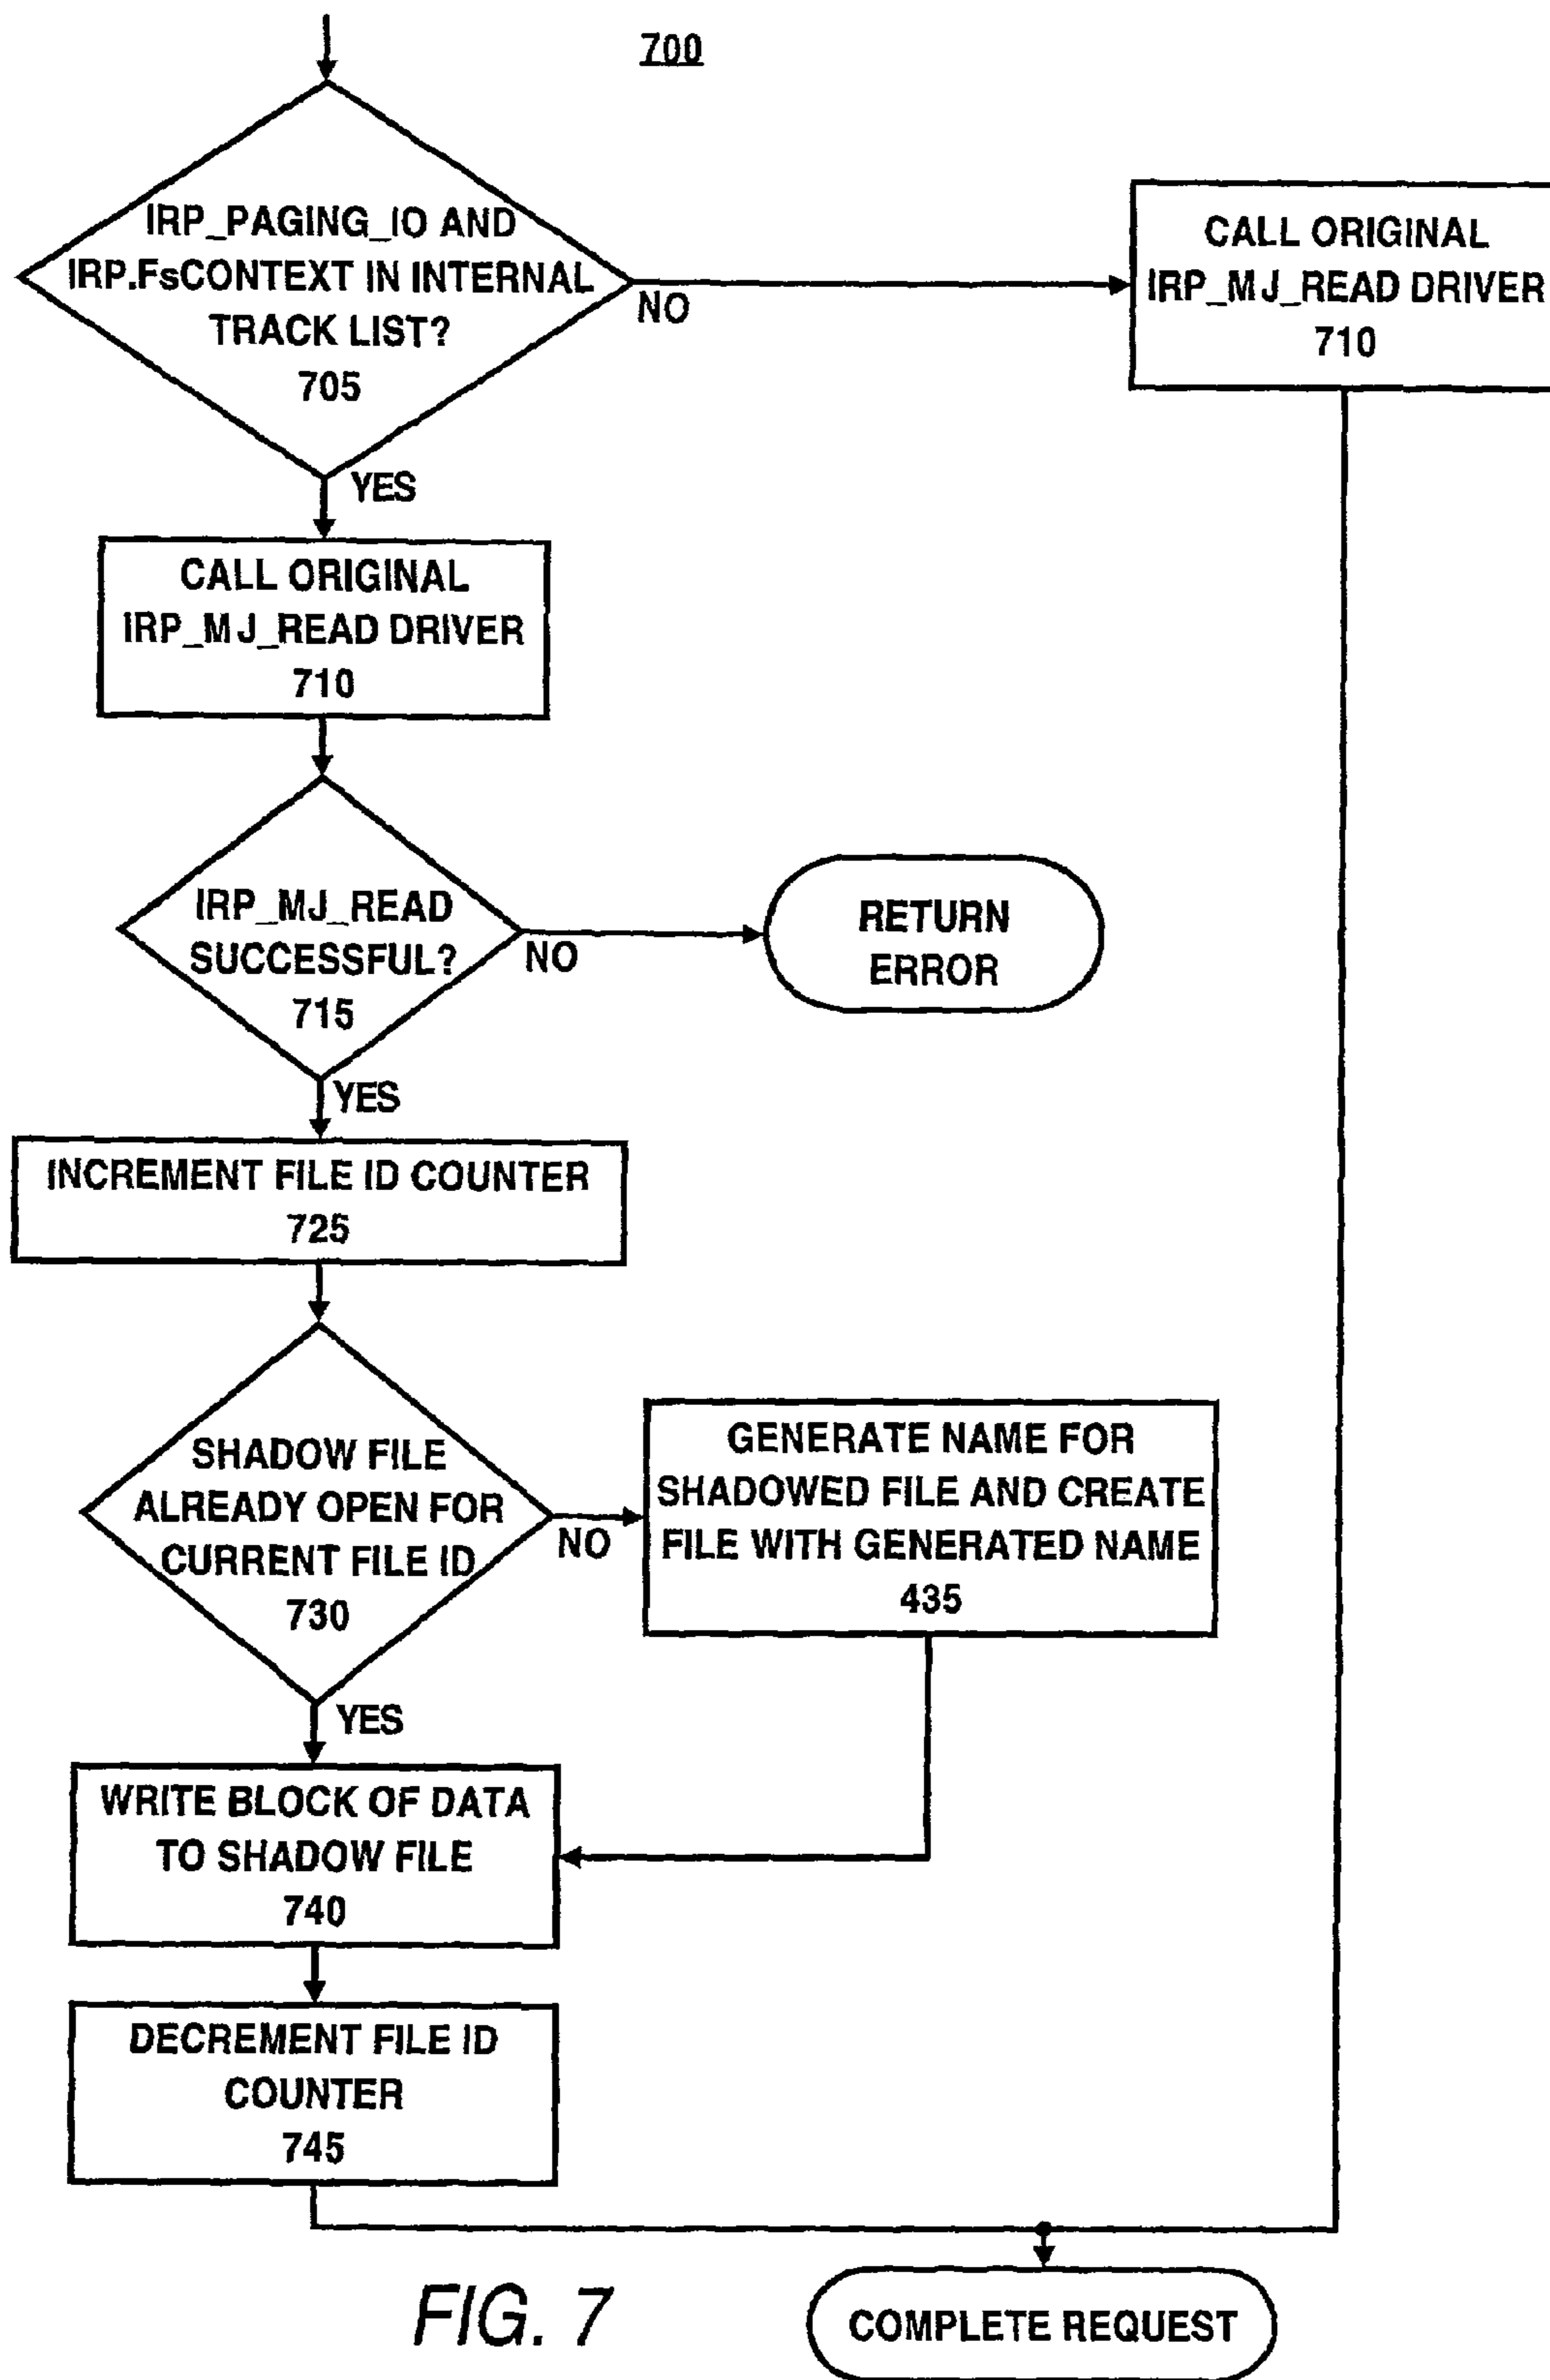 700
IRP_PAGING_IO AND
IRP.FsCONTEXT IN INTERNAL
TRACK LIST?
705
NO
CALL ORIGINAL
IRP_MJ_READ DRIVER
710
YES
CALL ORIGINAL
IRP_MJ_READ DRIVER
710
IRP_MJ_READ
SUCCESSFUL?
715
NO
RETURN
ERROR
YES
INCREMENT FILE ID COUNTER
725
SHADOW FILE
ALREADY OPEN FOR
CURRENT FILE ID
730
NO
GENERATE NAME FOR
SHADOWED FILE AND CREATE
FILE WITH GENERATED NAME
435
YES
WRITE BLOCK OF DATA
TO SHADOW FILE
740
DECREMENT FILE ID
COUNTER
745
COMPLETE REQUEST
FIG. 7